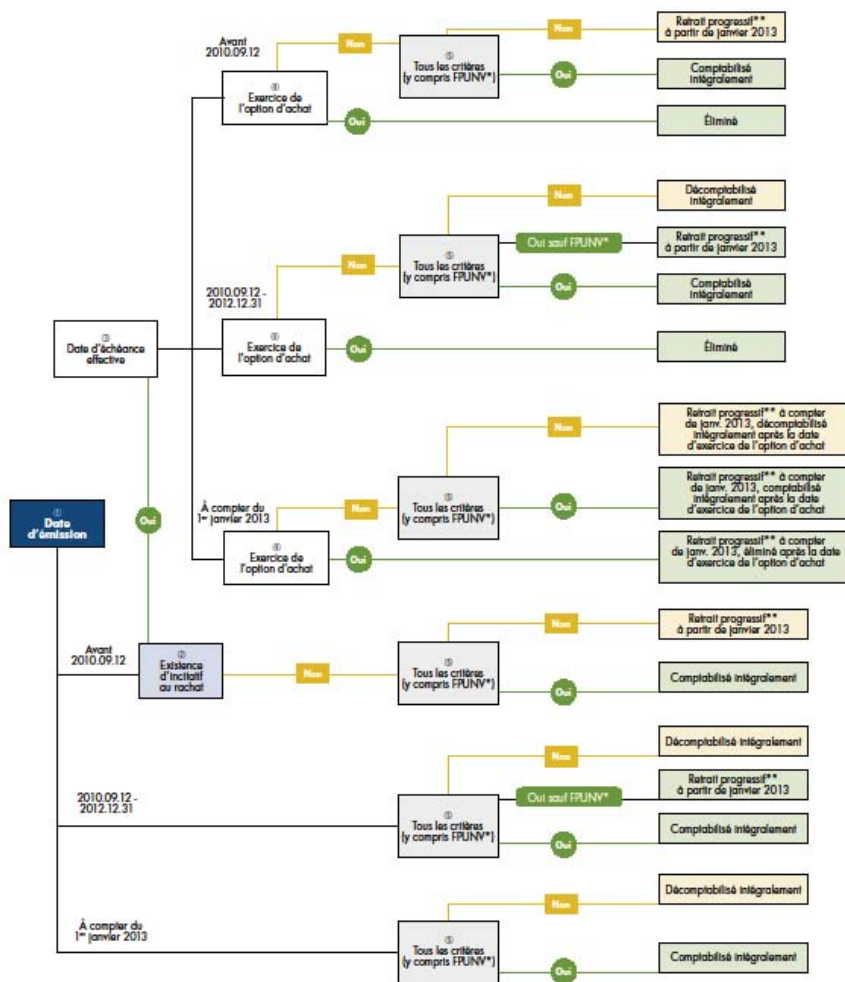 Avant
2010.09.12
④
Exercice de
l'option d'achat
Non
⑤
Tous les critères
(y compris FPUNV*)
Non
Retrait progressif**
à partir de janvier 2013
Oui
Comptabilisé
intégralement
Oui
Éliminé
2010.09.12 -
2012.12.31
④
Exercice de
l'option d'achat
Non
⑤
Tous les critères
(y compris FPUNV*)
Non
Décomptabilisé
intégralement
Oui sauf FPUNV*
Retrait progressif**
à partir de janvier 2013
Oui
Comptabilisé
intégralement
Oui
Éliminé
③
Date d'échéance
effective
À compter du
1er janvier 2013
④
Exercice de
l'option d'achat
Non
⑤
Tous les critères
(y compris FPUNV*)
Non
Retrait progressif** à compter
de janv. 2013, décomptabilisé
intégralement après la date
d'exercice de l'option d'achat
Oui
Retrait progressif** à compter
de janv. 2013, comptabilisé
intégralement après la date
d'exercice de l'option d'achat
Oui
Retrait progressif** à compter
de janv. 2013, éliminé après la date
d'exercice de l'option d'achat
①
Date
d'émission
Oui
Avant
2010.09.12
②
Existence
d'incitatif
au rachat
Non
⑤
Tous les critères
(y compris FPUNV*)
Non
Retrait progressif**
à partir de janvier 2013
Oui
Comptabilisé intégralement
2010.09.12 -
2012.12.31
⑤
Tous les critères
(y compris FPUNV*)
Non
Décomptabilisé intégralement
Oui sauf FPUNV*
Retrait progressif**
à partir de janvier 2013
Oui
Comptabilisé intégralement
À compter du
1er janvier 2013
⑤
Tous les critères
(y compris FPUNV*)
Non
Décomptabilisé intégralement
Oui
Comptabilisé intégralement